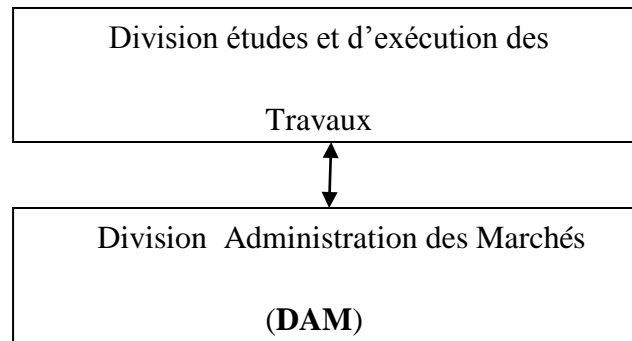 Division études et d’exécution des
Travaux
Division Administration des Marchés
(DAM)